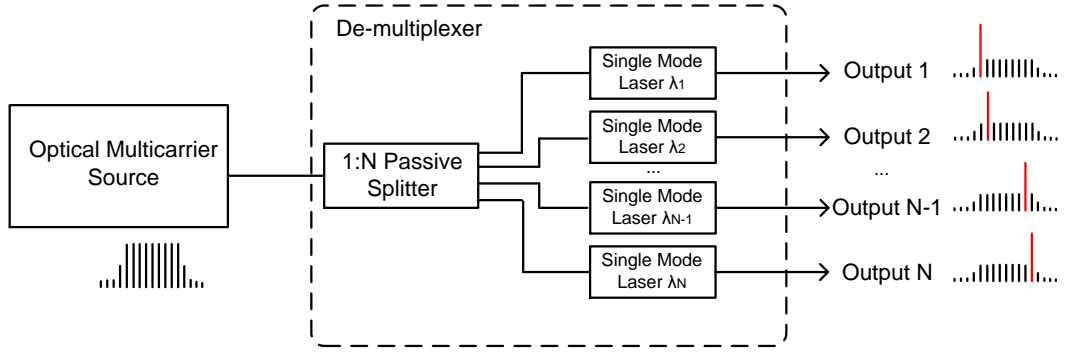 De-multiplexer
Optical Multicarrier
Source
1:N Passive
Splitter
Single Mode
Laser λ1
Single Mode
Laser λ2
...
Single Mode
Laser λN-1
Single Mode
Laser λN
Output 1
Output 2
...
Output N-1
Output N